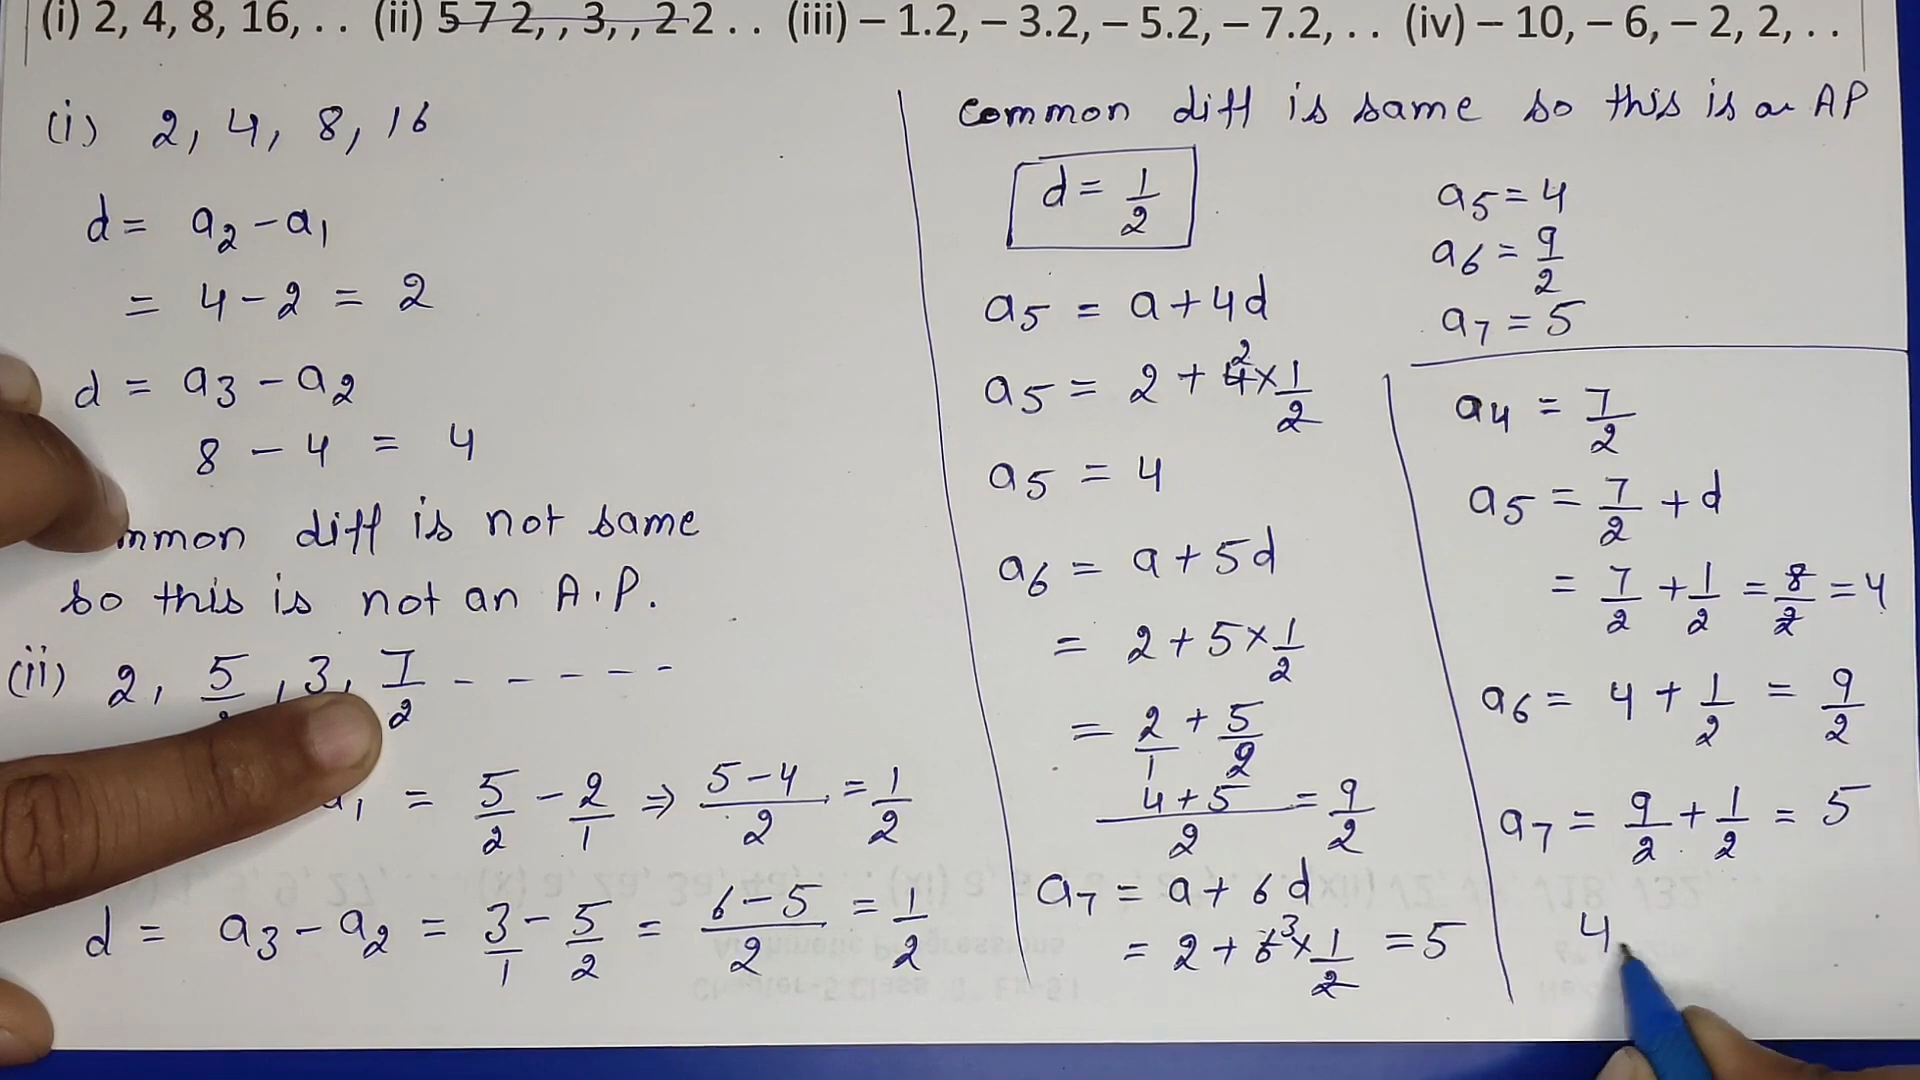 (i) 2, 4, 8, 16, . . (ii) 5 7 2, , 3, , 2 2 . . (iii) – 1.2, – 3.2, – 5.2, – 7.2, . . (iv) – 10, – 6, – 2, 2, . .
(i) 2, 4, 8, 16
d = a2 - a1
= 4 - 2 = 2
d = a3 - a2
8 - 4 = 4
mmon diff is not same
so this is not an A.P.
(ii) 2, 5/ , 3, 7/2 - - - - - -
a1 = 5/2 - 2/1 ⇒ (5-4)/2 = 1/2
d = a3 - a2 = 3/1 - 5/2 = (6-5)/2 = 1/2
common diff is same so this is an AP
d = 1/2
a5 = a + 4d
a5 = 2 + 4 2 × 1/2
a5 = 4
a6 = a + 5d
= 2 + 5 × 1/2
= 2/1 + 5/2
(4+5)/2 = 9/2
a7 = a + 6d
= 2 + 6 3 × 1/2 = 5
a5 = 4
a6 = 9/2
a7 = 5
a4 = 7/2
a5 = 7/2 + d
= 7/2 + 1/2 = 8/2 = 4
a6 = 4 + 1/2 = 9/2
a7 = 9/2 + 1/2 = 5
4